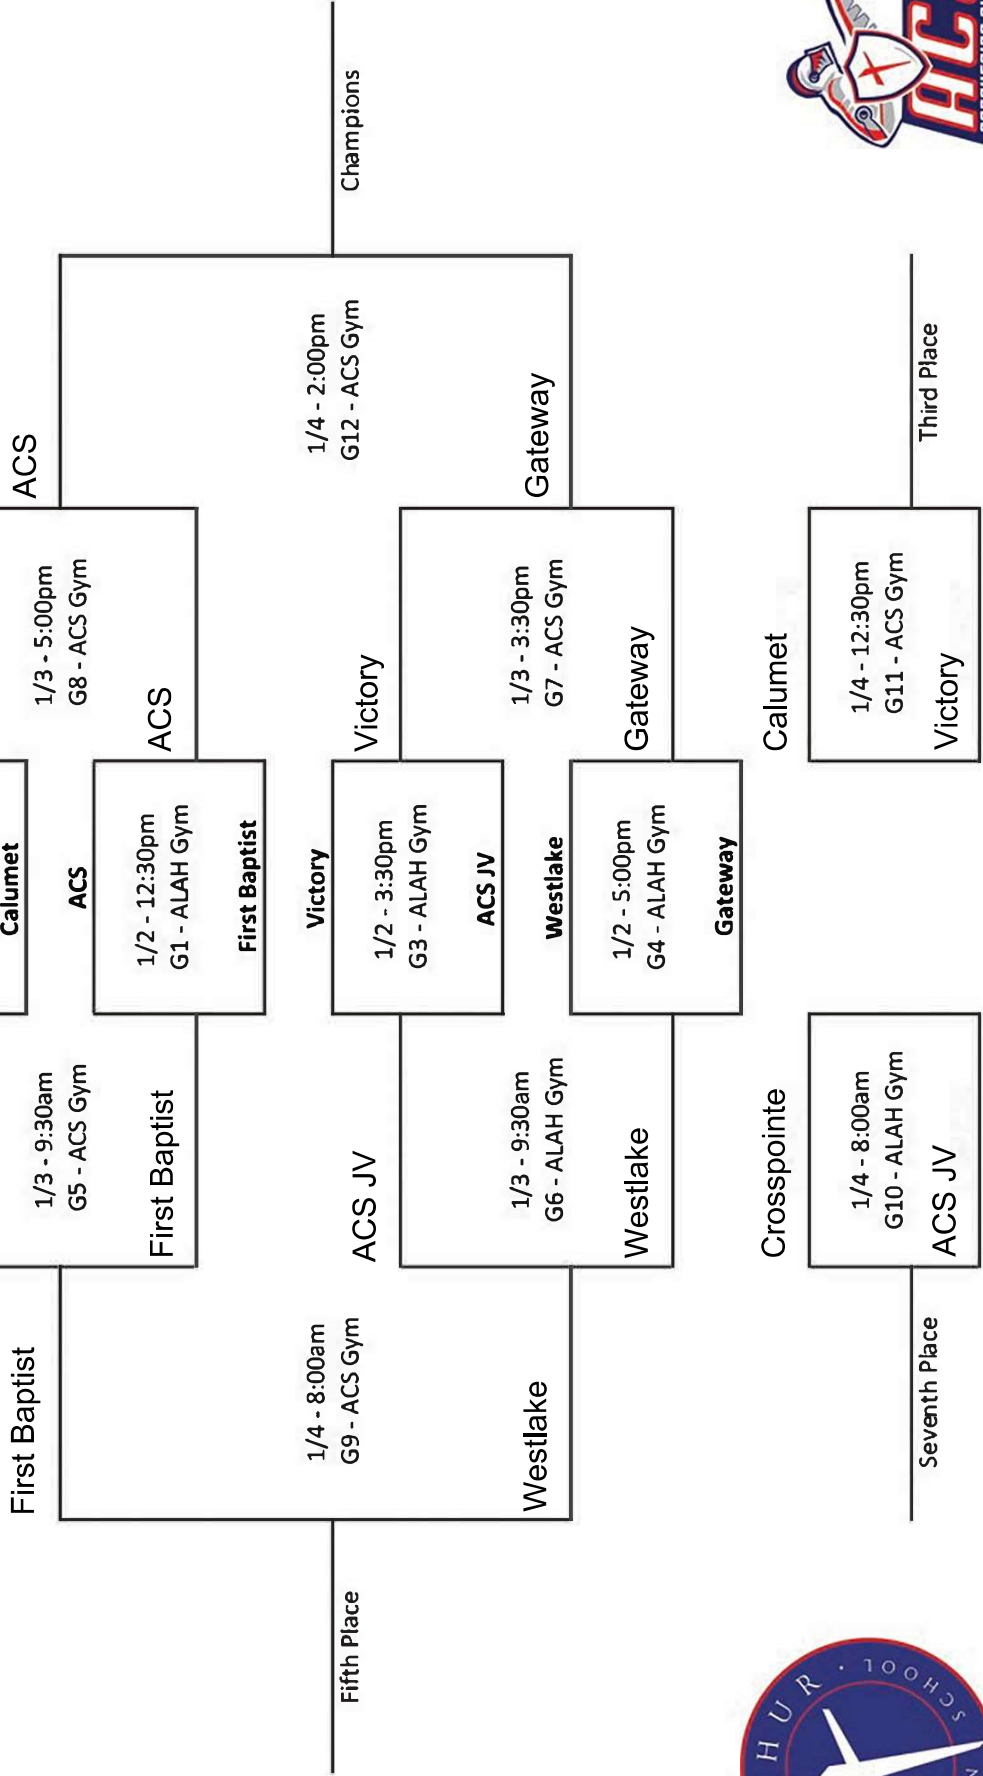 Calumet
1/3 - 9:30am
G5 - ACS Gym
1/3 - 5:00pm
G8 - ACS Gym
First Baptist
ACS
ACS
1/2 - 12:30pm
G1 - ALAH Gym
First Baptist
First Baptist
ACS
1/4 - 8:00am
G9 - ACS Gym
Fifth Place
1/4 - 2:00pm
G12 - ACS Gym
Champions
Victory
1/2 - 3:30pm
G3 - ALAH Gym
ACS JV
ACS JV
Victory
1/3 - 9:30am
G6 - ALAH Gym
1/3 - 3:30pm
G7 - ACS Gym
Westlake
Gateway
Westlake
1/2 - 5:00pm
G4 - ALAH Gym
Gateway
Westlake
Gateway
Crosspointe
1/4 - 8:00am
G10 - ALAH Gym
ACS JV
Seventh Place
Calumet
1/4 - 12:30pm
G11 - ACS Gym
Victory
Third Place
HUR · SCHOOL